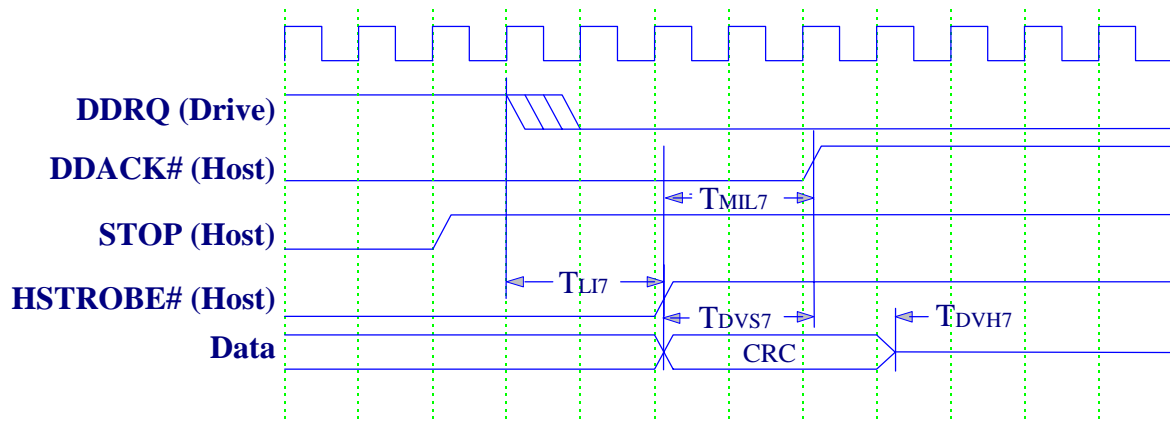 DDRQ (Drive)
DDACK# (Host)
TMIL7
STOP (Host)
TLI7
HSTROBE# (Host)
TDVS7
TDVH7
Data
CRC